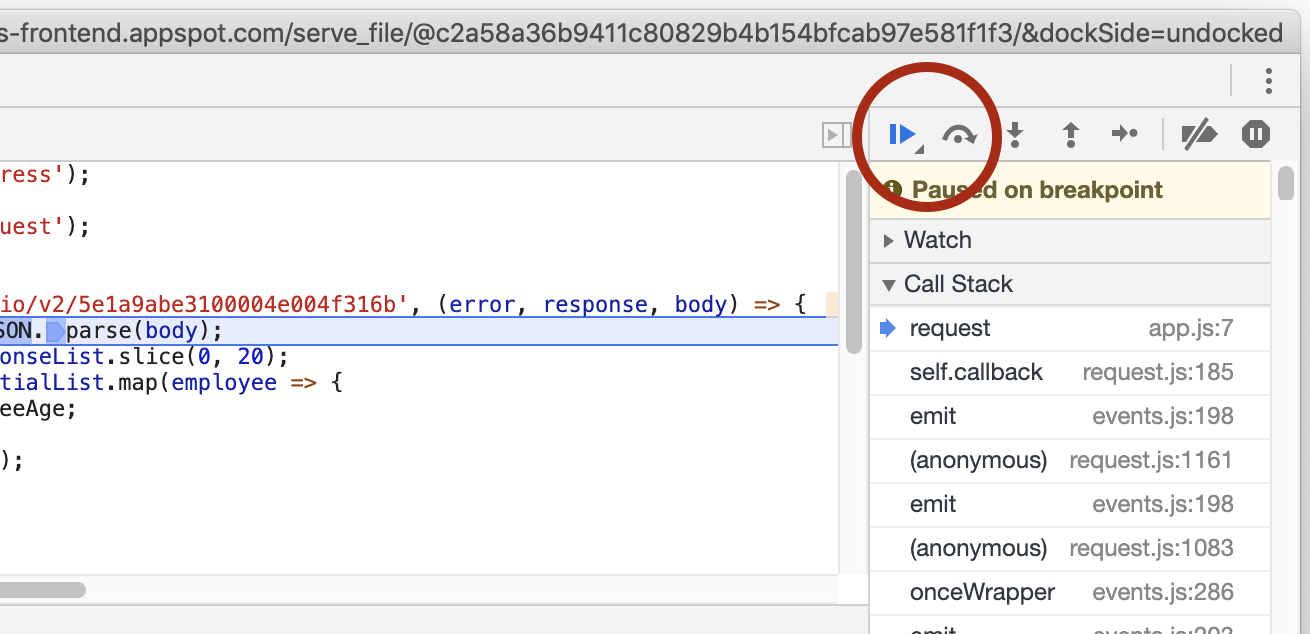 s-frontend.appspot.com/serve_file/@c2a58a36b9411c80829b4b154bfcab97e581f1f3/&dockSide=undocked
ress');
uest');
io/v2/5e1a9abe3100004e004f316b', (error, response, body) => {
SON.parse(body);
onseList.slice(0, 20);
tialList.map(employee => {
eeAge;
);
Paused on breakpoint
Watch
Call Stack
request app.js:7
self.callback request.js:185
emit events.js:198
(anonymous) request.js:1161
emit events.js:198
(anonymous) request.js:1083
onceWrapper events.js:286